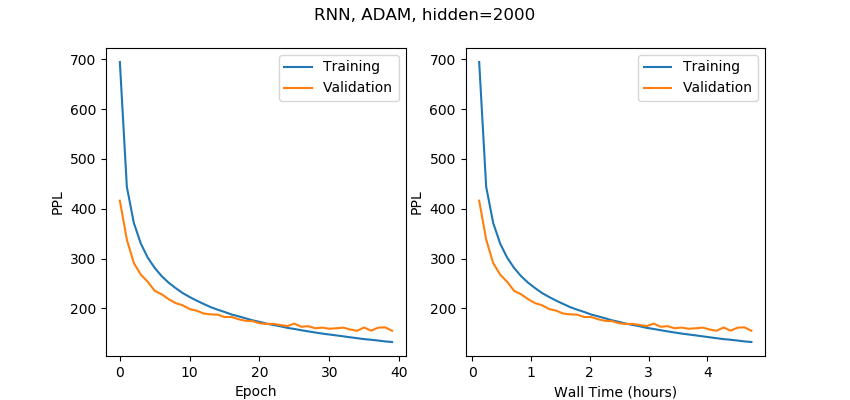 RNN, ADAM, hidden=2000
700
600
500
400
300
200
PPL
0
10
20
30
40
Epoch
Training
Validation
700
600
500
400
300
200
PPL
0
1
2
3
4
Wall Time (hours)
Training
Validation